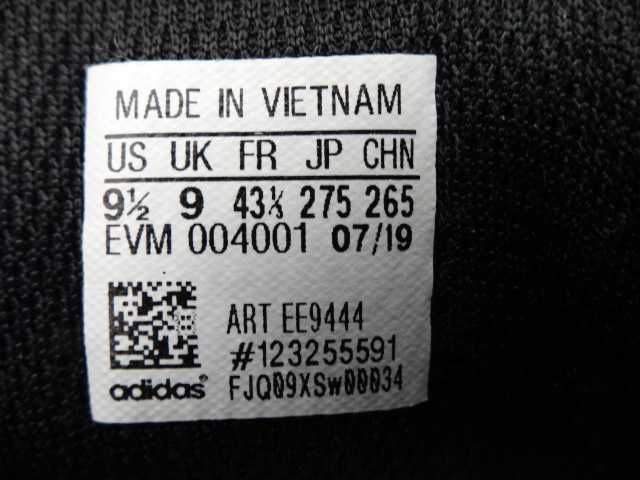 MADE IN VIETNAM
US UK FR JP CHN
9½ 9 43⅓ 275 265
EVM 004001 07/19
ART EE9444
#123255591
adidas® FJQ09XSw00034